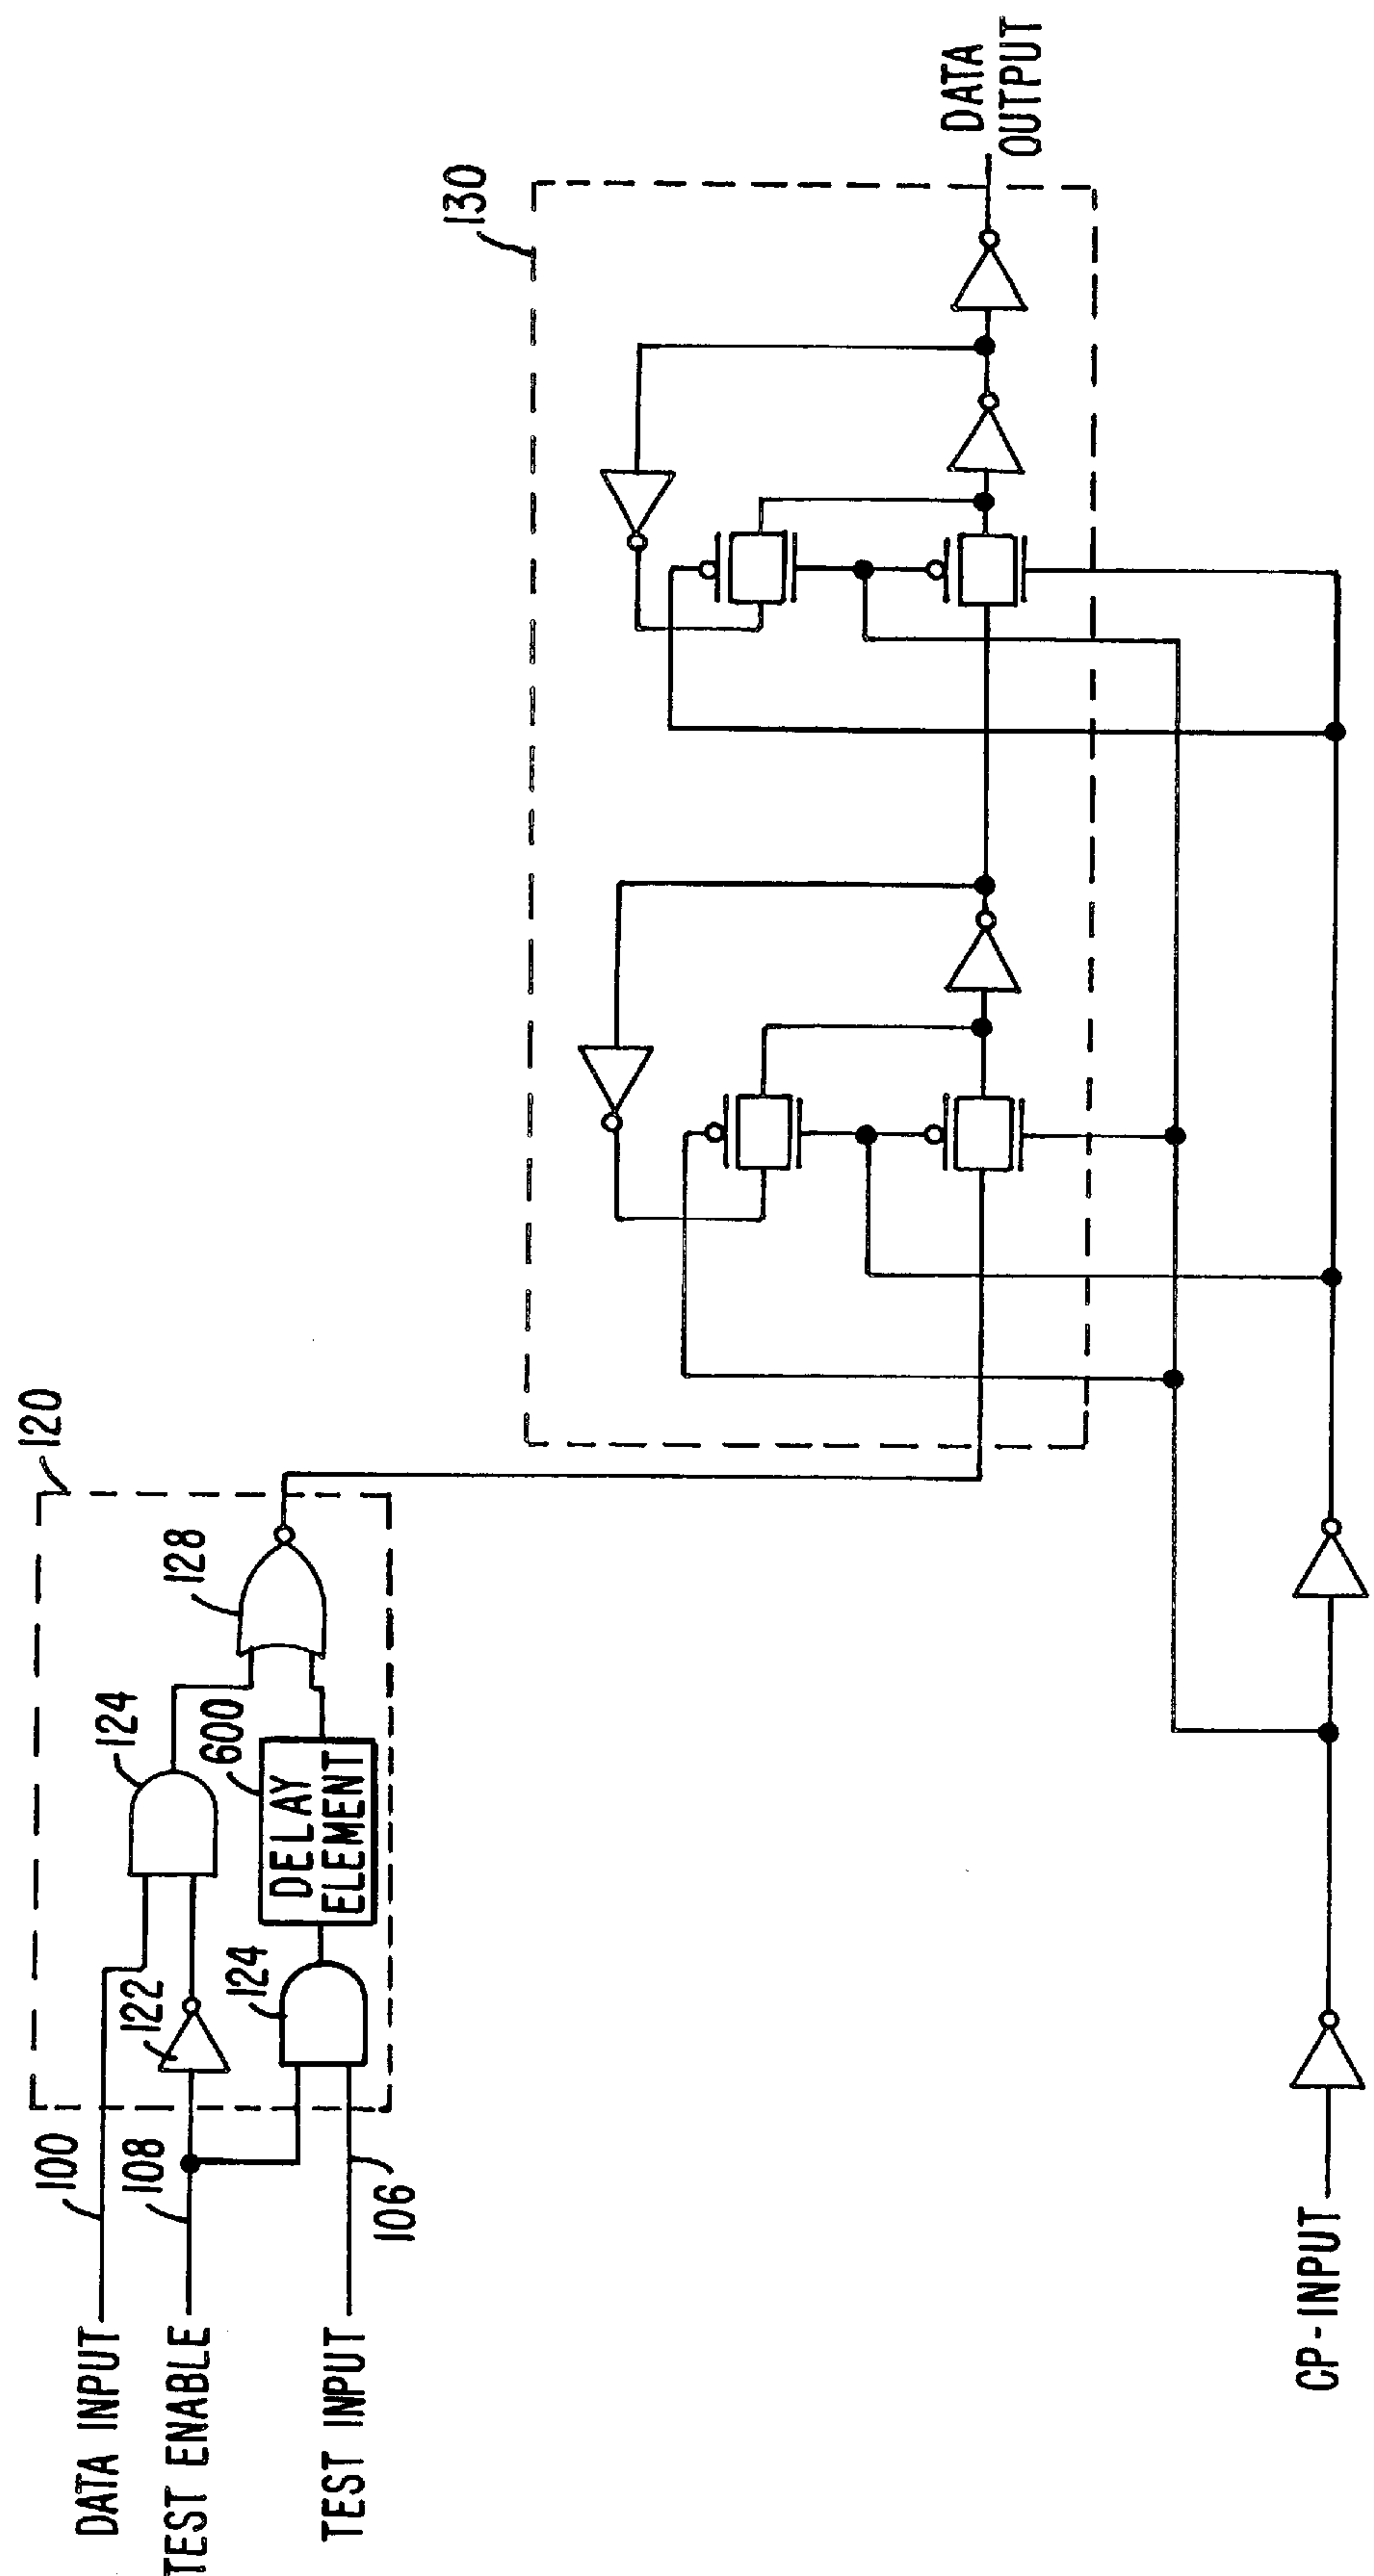 120
128
124
600
DELAY
ELEMENT
122
124
100
108
106
DATA INPUT
TEST ENABLE
TEST INPUT
130
DATA
OUTPUT
CP-INPUT